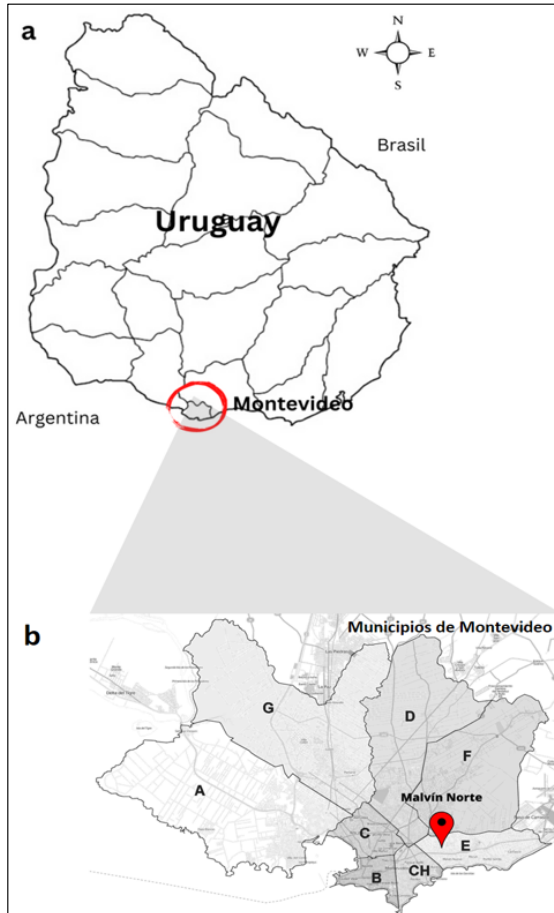 a
N
W E
S
Brasil
Uruguay
Montevideo
Argentina
b
Municipios de Montevideo
G
D
F
A
Malvín Norte
C
E
CH
B